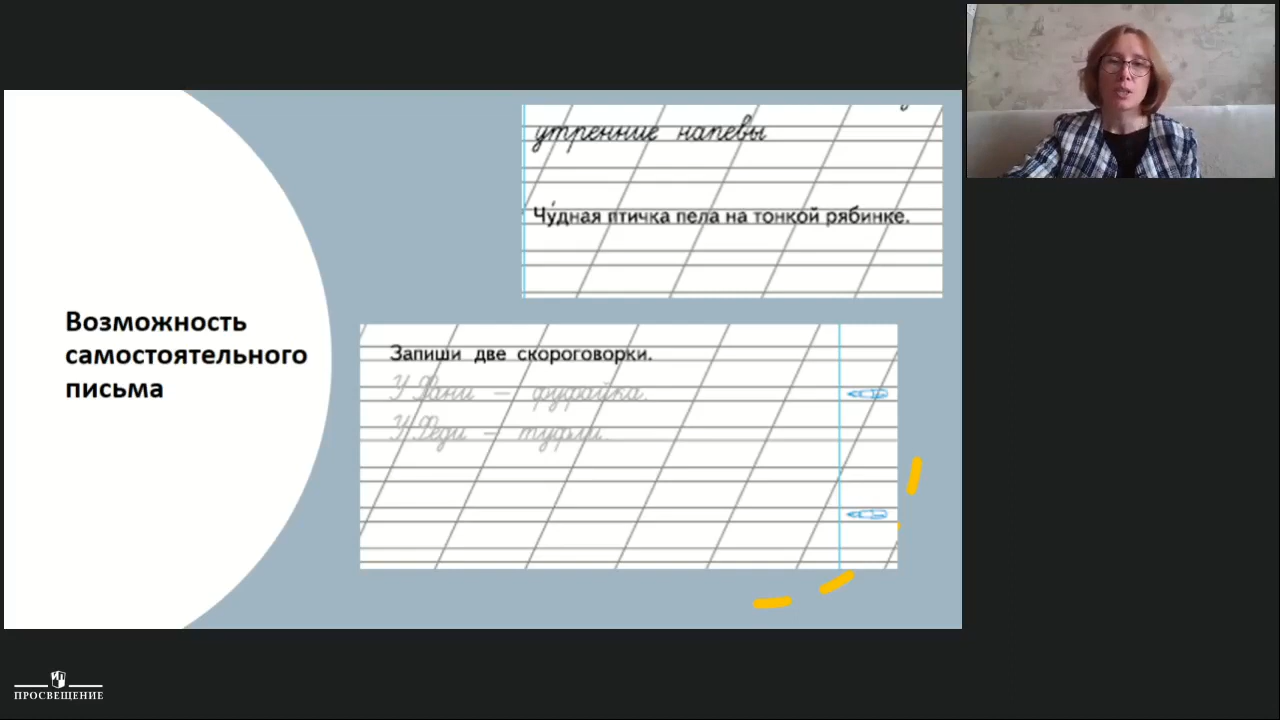 Возможность
самостоятельного
письма
утренние напевы
Чу́дная птичка пела на тонкой рябинке.
Запиши две скороговорки.
У Фани — фуфайка.
У Феди — туфли.
ПРОСВЕЩЕНИЕ